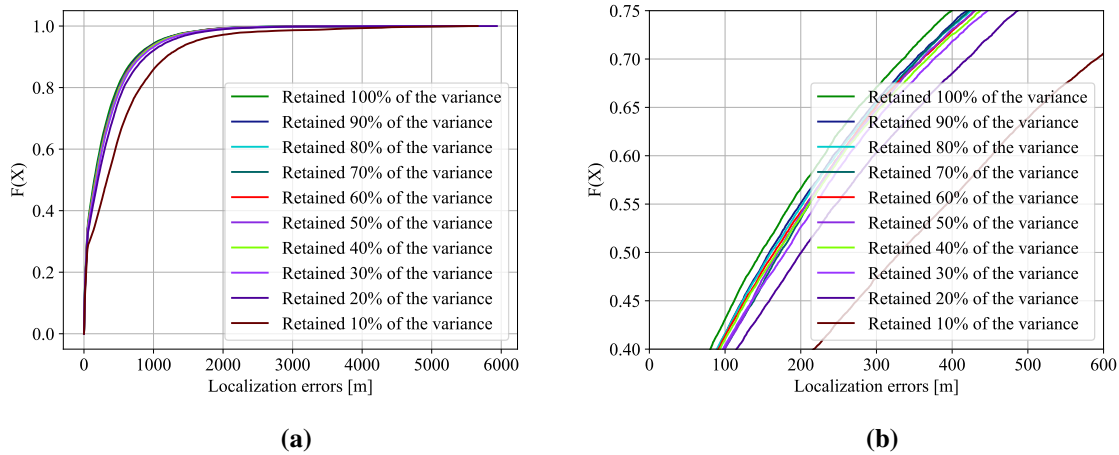 1.0
0.8
0.6
0.4
0.2
0.0
F(X)
0
1000
2000
3000
4000
5000
6000
Localization errors [m]
Retained 100% of the variance
Retained 90% of the variance
Retained 80% of the variance
Retained 70% of the variance
Retained 60% of the variance
Retained 50% of the variance
Retained 40% of the variance
Retained 30% of the variance
Retained 20% of the variance
Retained 10% of the variance
(a)
0.75
0.70
0.65
0.60
0.55
0.50
0.45
0.40
F(X)
0
100
200
300
400
500
600
Localization errors [m]
Retained 100% of the variance
Retained 90% of the variance
Retained 80% of the variance
Retained 70% of the variance
Retained 60% of the variance
Retained 50% of the variance
Retained 40% of the variance
Retained 30% of the variance
Retained 20% of the variance
Retained 10% of the variance
(b)